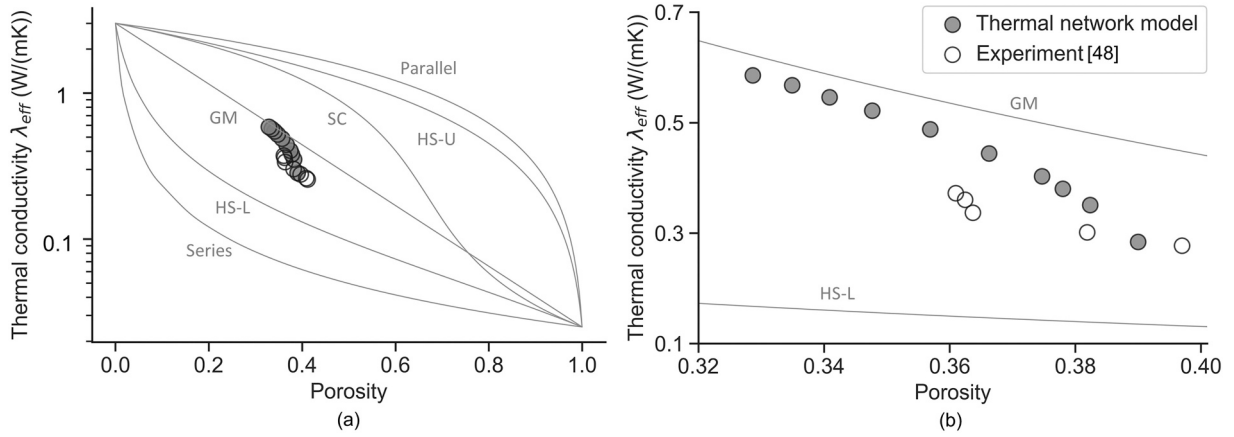 Thermal conductivity λeff (W/(mK))
1
0.1
Parallel
GM
SC
HS-U
HS-L
Series
0.0
0.2
0.4
0.6
0.8
1.0
Porosity
(a)
Thermal conductivity λeff (W/(mK))
0.7
0.5
0.3
0.1
Thermal network model
Experiment [48]
GM
HS-L
0.32
0.34
0.36
0.38
0.40
Porosity
(b)